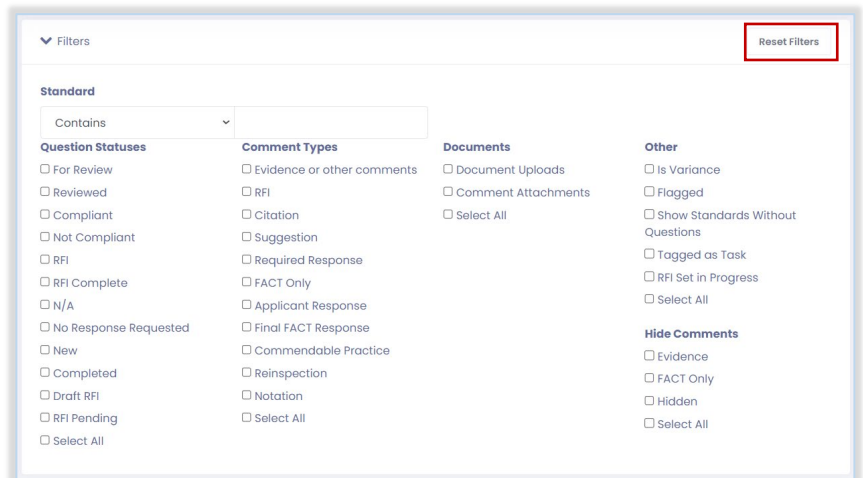 Filters
Reset Filters
Standard
Contains
Question Statuses
For Review
Reviewed
Compliant
Not Compliant
RFI
RFI Complete
N/A
No Response Requested
New
Completed
Draft RFI
RFI Pending
Select All
Comment Types
Evidence or other comments
RFI
Citation
Suggestion
Required Response
FACT Only
Applicant Response
Final FACT Response
Commendable Practice
Reinspection
Notation
Select All
Documents
Document Uploads
Comment Attachments
Select All
Other
Is Variance
Flagged
Show Standards Without
Questions
Tagged as Task
RFI Set in Progress
Select All
Hide Comments
Evidence
FACT Only
Hidden
Select All